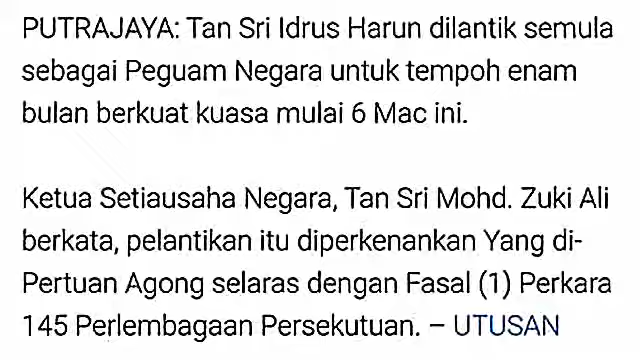 PUTRAJAYA: Tan Sri Idrus Harun dilantik semula
sebagai Peguam Negara untuk tempoh enam
bulan berkuat kuasa mulai 6 Mac ini.
Ketua Setiausaha Negara, Tan Sri Mohd. Zuki Ali
berkata, pelantikan itu diperkenankan Yang di-
Pertuan Agong selaras dengan Fasal (1) Perkara
145 Perlembagaan Persekutuan. – UTUSAN